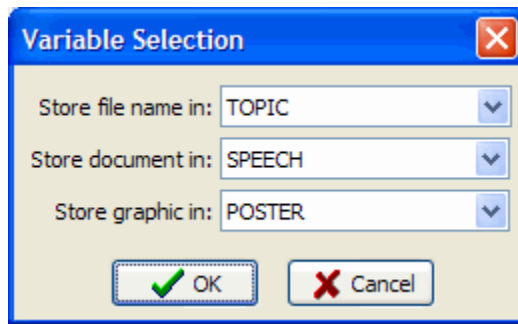 Variable Selection
Store file name in: TOPIC
Store document in: SPEECH
Store graphic in: POSTER
OK Cancel